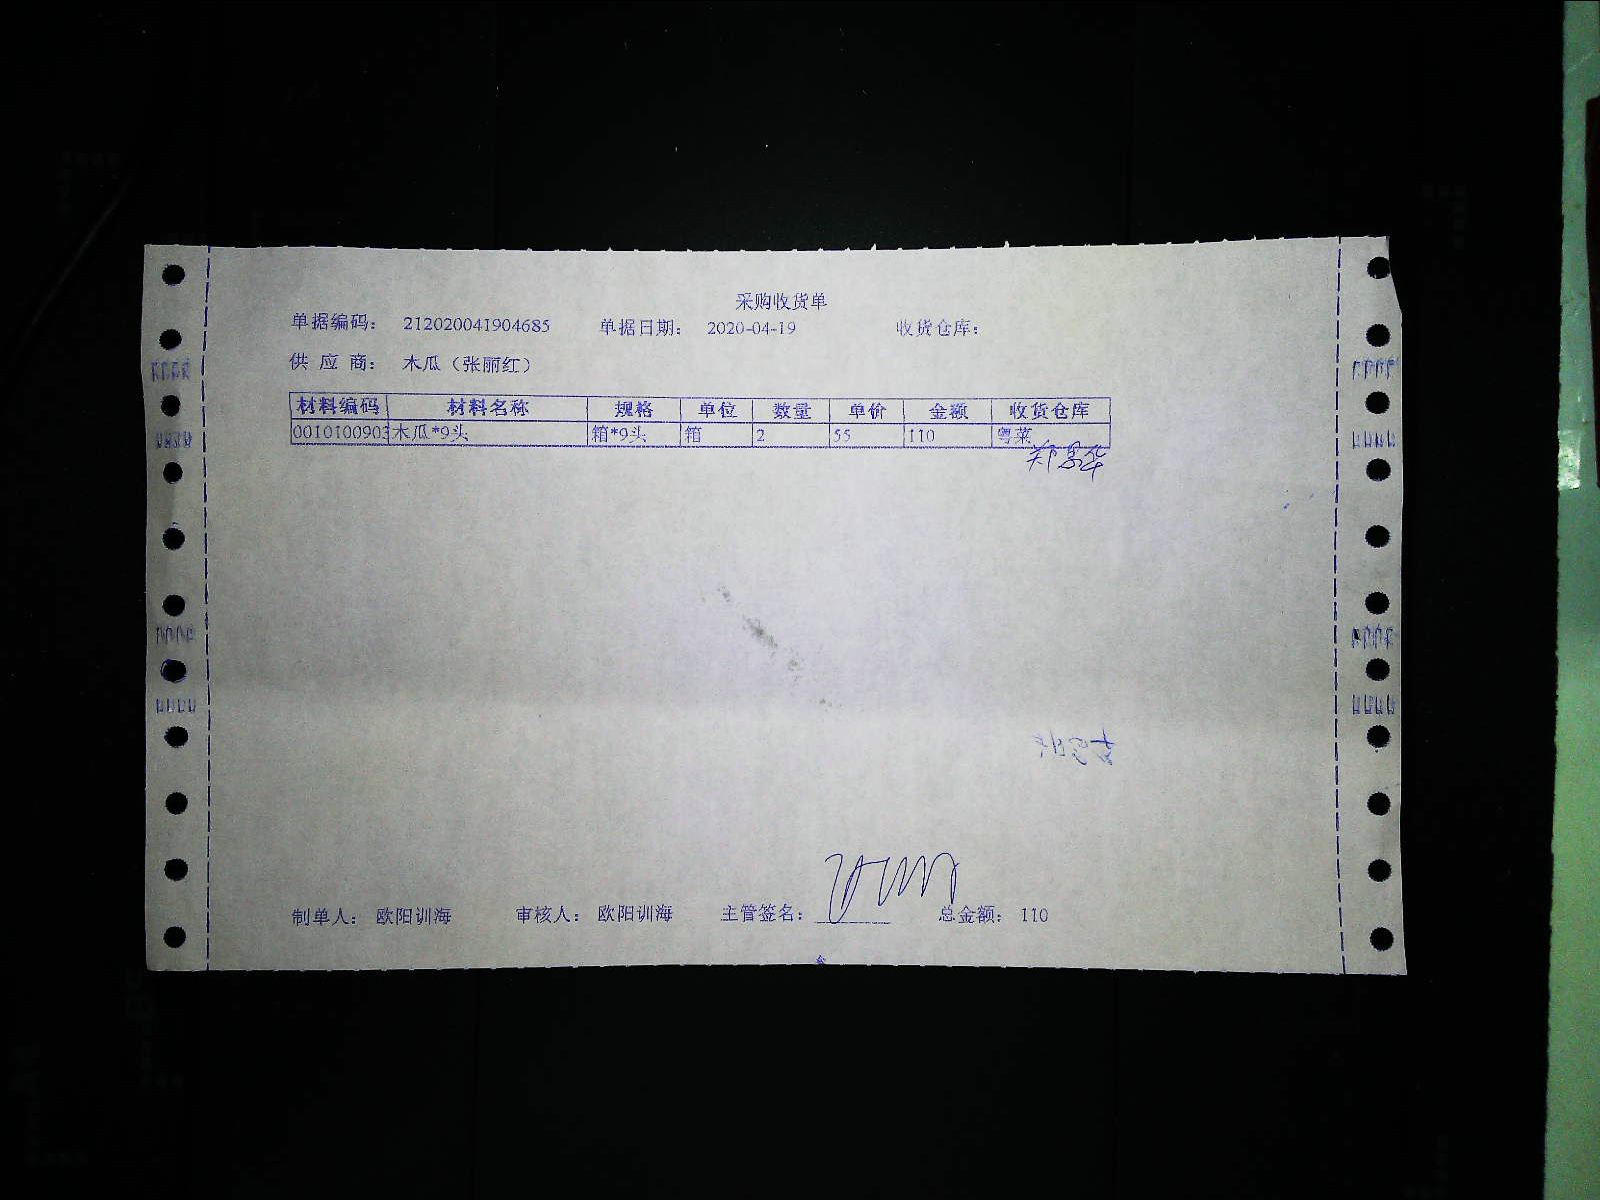 采购收货单
单据编码： 212020041904685 单据日期： 2020-04-19 收货仓库：
供 应 商： 木瓜（张丽红）
材料编码 材料名称 规格 单位 数量 单价 金额 收货仓库
0010100903 木瓜*9头 箱*9头 箱 2 55 110 粤菜
制单人： 欧阳训海 审核人： 欧阳训海 主管签名： 总金额： 110